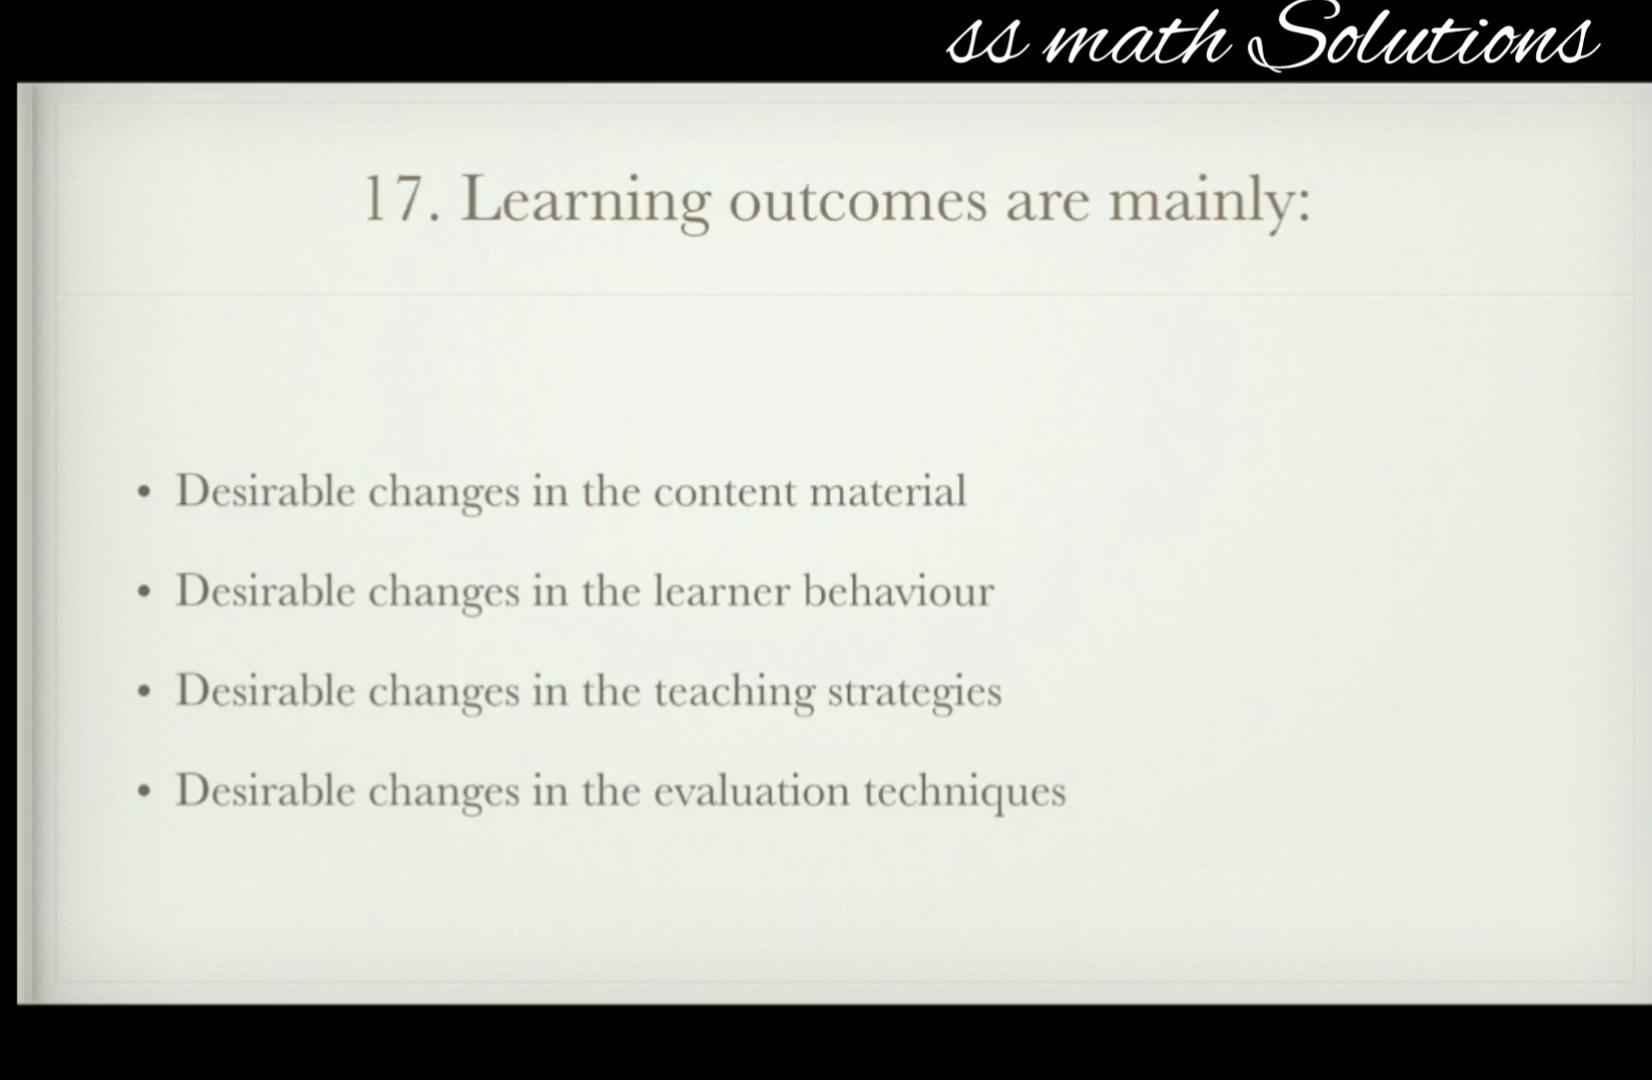 ss math Solutions
17. Learning outcomes are mainly:
• Desirable changes in the content material
• Desirable changes in the learner behaviour
• Desirable changes in the teaching strategies
• Desirable changes in the evaluation techniques